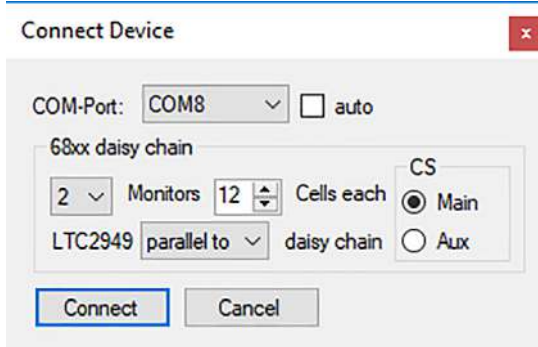 Connect Device x
COM-Port: COM8 auto
68xx daisy chain
CS
2 Monitors 12 Cells each
Main
LTC2949 parallel to daisy chain
Aux
Connect Cancel